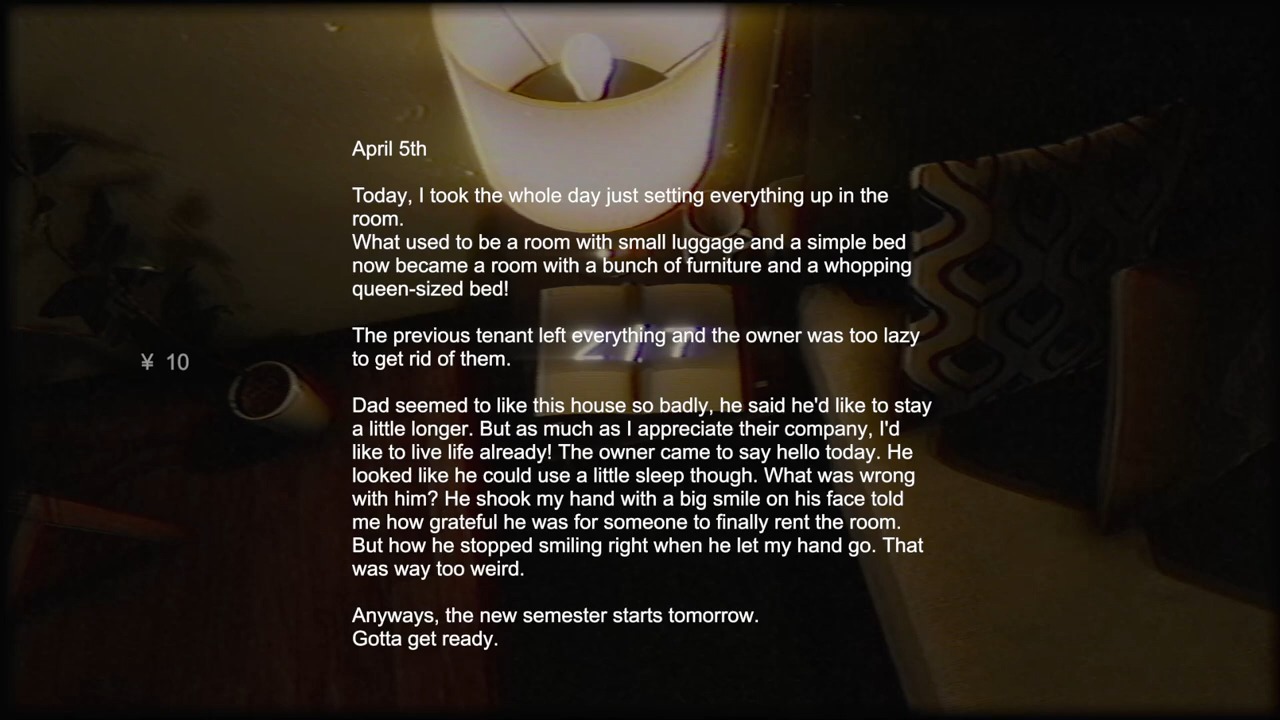 April 5th
Today, I took the whole day just setting everything up in the
room.
What used to be a room with small luggage and a simple bed
now became a room with a bunch of furniture and a whopping
queen-sized bed!
The previous tenant left everything and the owner was too lazy
to get rid of them.
¥ 10
Dad seemed to like this house so badly, he said he'd like to stay
a little longer. But as much as I appreciate their company, I'd
like to live life already! The owner came to say hello today. He
looked like he could use a little sleep though. What was wrong
with him? He shook my hand with a big smile on his face told
me how grateful he was for someone to finally rent the room.
But how he stopped smiling right when he let my hand go. That
was way too weird.
Anyways, the new semester starts tomorrow.
Gotta get ready.